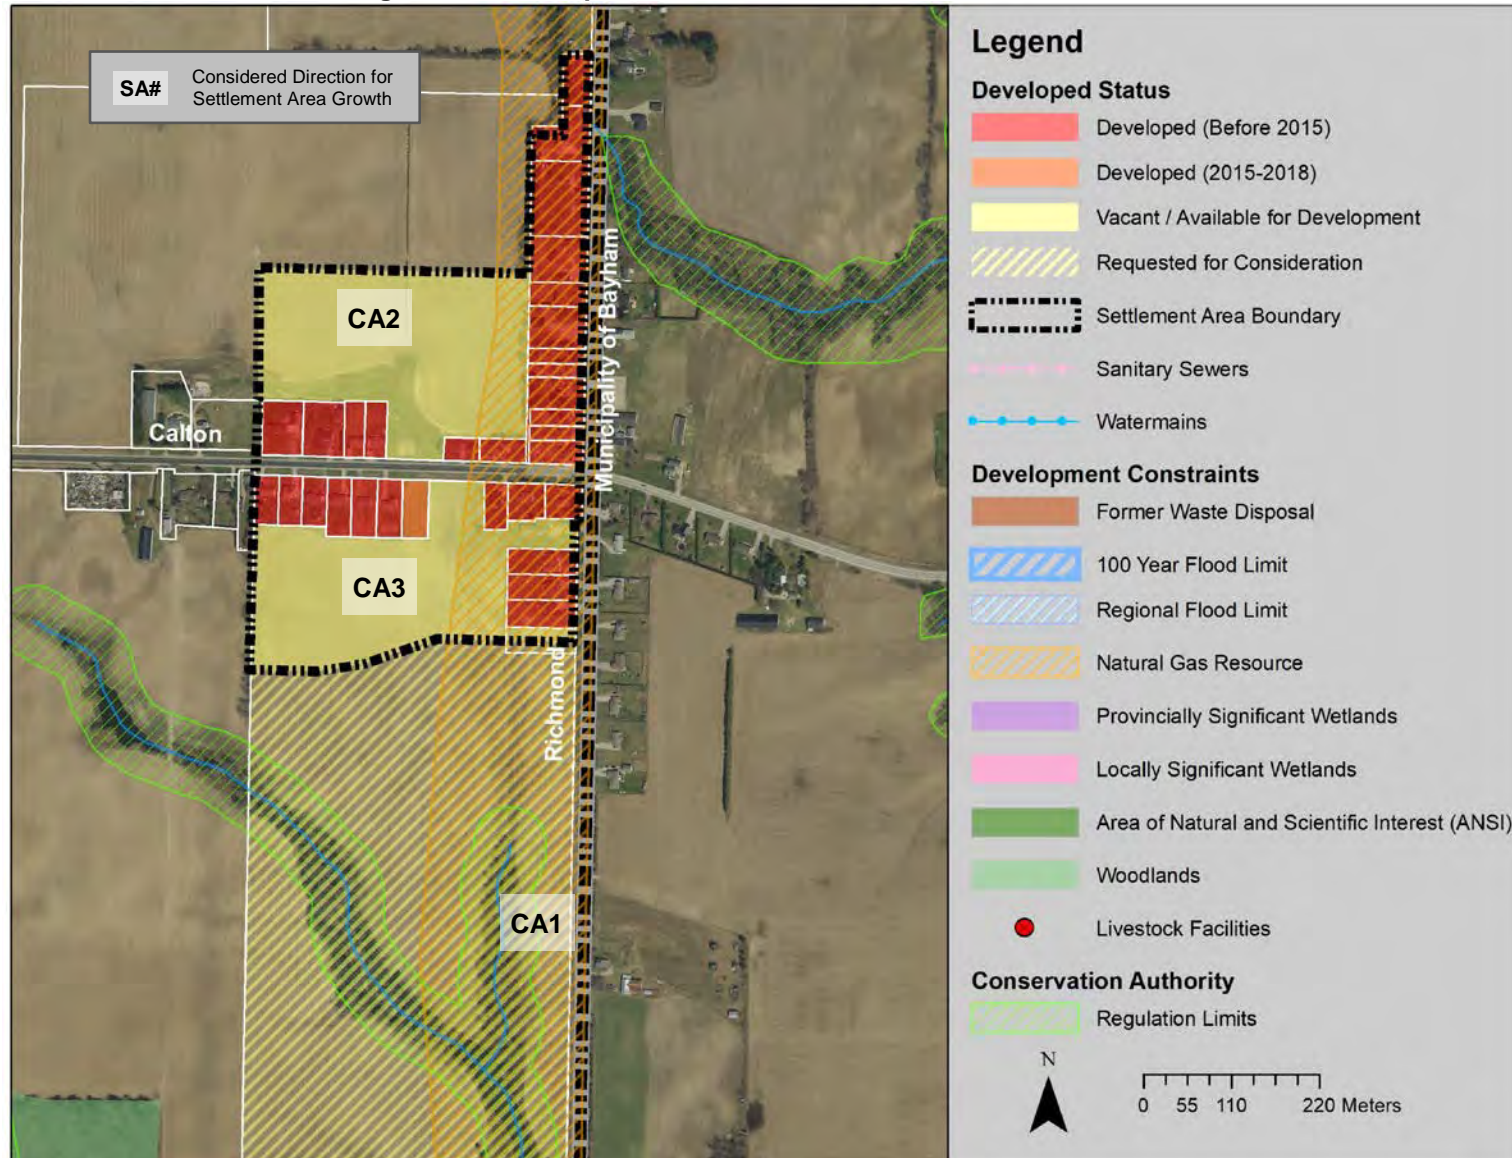 SA#
Considered Direction for
Settlement Area Growth
CA2
Municipality of Bayham
Calton
CA3
Richmond
CA1
Legend
Developed Status
Developed (Before 2015)
Developed (2015-2018)
Vacant / Available for Development
Requested for Consideration
Settlement Area Boundary
Sanitary Sewers
Watermains
Development Constraints
Former Waste Disposal
100 Year Flood Limit
Regional Flood Limit
Natural Gas Resource
Provincially Significant Wetlands
Locally Significant Wetlands
Area of Natural and Scientific Interest (ANSI)
Woodlands
Livestock Facilities
Conservation Authority
Regulation Limits
N
0 55 110 220 Meters